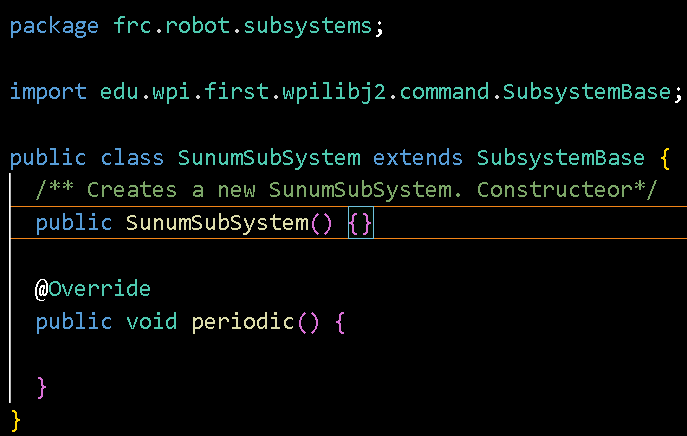 package frc.robot.subsystems;
import edu.wpi.first.wpilibj2.command.SubsystemBase;
public class SunumSubSystem extends SubsystemBase {
/** Creates a new SunumSubSystem. Constructeor*/
public SunumSubSystem() {}
@Override
public void periodic() {
}
}